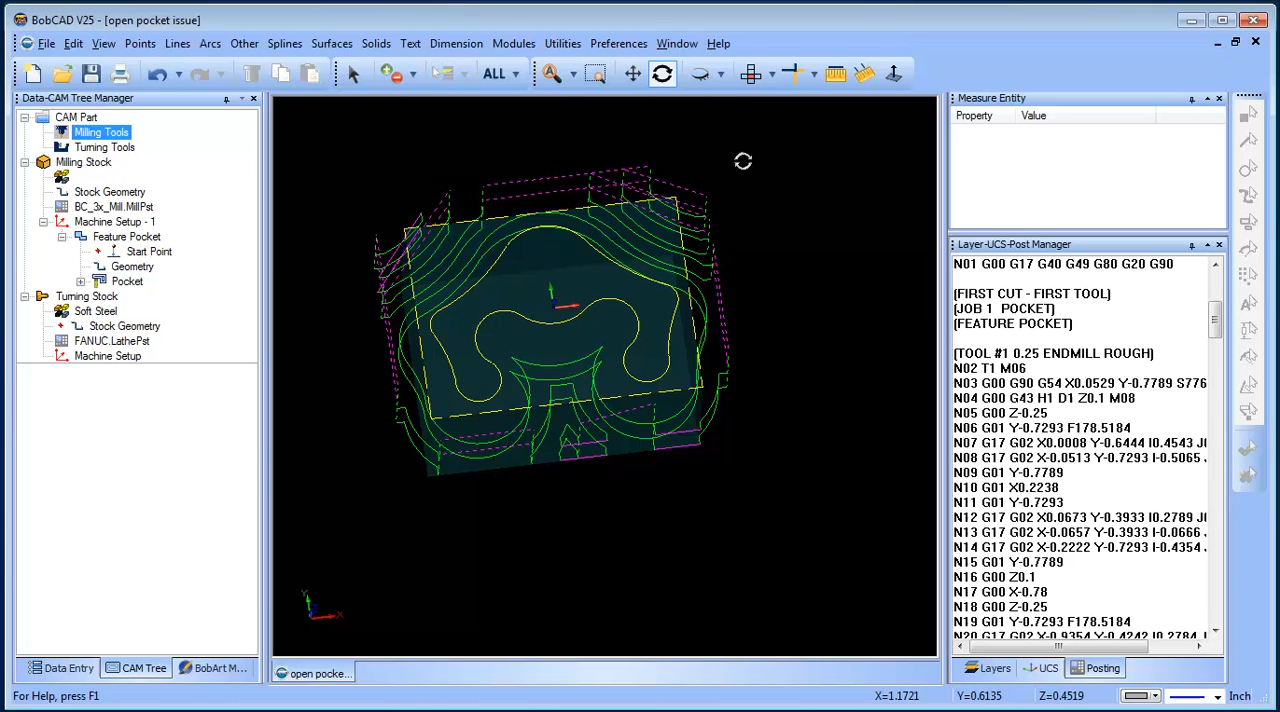 BobCAD V25 - [open pocket issue]
File Edit View Points Lines Arcs Other Splines Surfaces Solids Text Dimension Modules Utilities Preferences Window Help
ALL
Data-CAM Tree Manager
CAM Part
Milling Tools
Turning Tools
Milling Stock
Stock Geometry
BC_3x_Mill.MillPst
Machine Setup - 1
Feature Pocket
Start Point
Geometry
Pocket
Turning Stock
Soft Steel
Stock Geometry
FANUC.LathePst
Machine Setup
Data Entry CAM Tree BobArt M...
Y
Z
X
open pocke...
Measure Entity
Property Value
Layer-UCS-Post Manager
N01 G00 G17 G40 G49 G80 G20 G90
(FIRST CUT - FIRST TOOL)
(JOB 1 POCKET)
(FEATURE POCKET)
(TOOL #1 0.25 ENDMILL ROUGH)
N02 T1 M06
N03 G00 G90 G54 X0.0529 Y-0.7789 S776
N04 G00 G43 H1 D1 Z0.1 M08
N05 G00 Z-0.25
N06 G01 Y-0.7293 F178.5184
N07 G17 G02 X0.0008 Y-0.6444 I0.4543 J
N08 G17 G02 X-0.0513 Y-0.7293 I-0.5065
N09 G01 Y-0.7789
N10 G01 X0.2238
N11 G01 Y-0.7293
N12 G17 G02 X0.0673 Y-0.3933 I0.2789 J
N13 G17 G02 X-0.0657 Y-0.3933 I-0.0666
N14 G17 G02 X-0.2222 Y-0.7293 I-0.4354
N15 G01 Y-0.7789
N16 G00 Z0.1
N17 G00 X-0.78
N18 G00 Z-0.25
N19 G01 Y-0.7293 F178.5184
N20 G17 G02 X-0.9354 Y-0.4242 I0.2784 J
Layers UCS Posting
For Help, press F1
X=1.1721 Y=0.6135 Z=0.4519 Inch